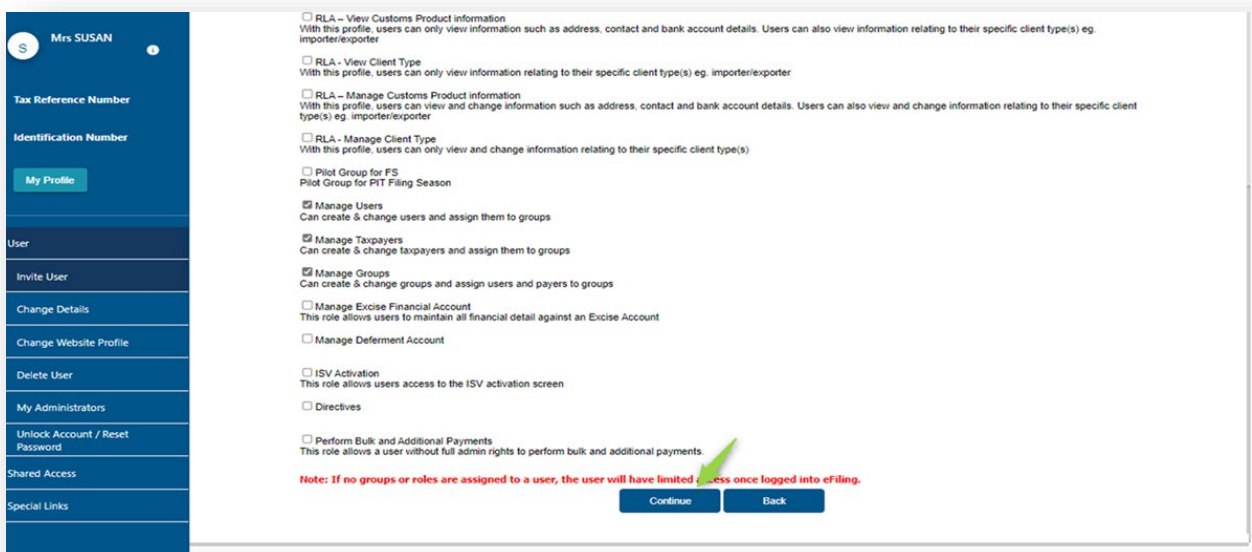 S
Mrs SUSAN
Tax Reference Number
Identification Number
My Profile
User
Invite User
Change Details
Change Website Profile
Delete User
My Administrators
Unlock Account / Reset
Password
Shared Access
Special Links
RLA – View Customs Product information
With this profile, users can only view information such as address, contact and bank account details. Users can also view information relating to their specific client type(s) eg.
importer/exporter
RLA - View Client Type
With this profile, users can only view information relating to their specific client type(s) eg. importer/exporter
RLA – Manage Customs Product information
With this profile, users can view and change information such as address, contact and bank account details. Users can also view and change information relating to their specific client
type(s) eg. importer/exporter
RLA - Manage Client Type
With this profile, users can only view and change information relating to their specific client type(s)
Pilot Group for FS
Pilot Group for PIT Filing Season
Manage Users
Can create & change users and assign them to groups
Manage Taxpayers
Can create & change taxpayers and assign them to groups
Manage Groups
Can create & change groups and assign users and payers to groups
Manage Excise Financial Account
This role allows users to maintain all financial detail against an Excise Account
Manage Deferment Account
ISV Activation
This role allows users access to the ISV activation screen
Directives
Perform Bulk and Additional Payments
This role allows a user without full admin rights to perform bulk and additional payments.
Note: If no groups or roles are assigned to a user, the user will have limited access once logged into eFiling.
Continue
Back